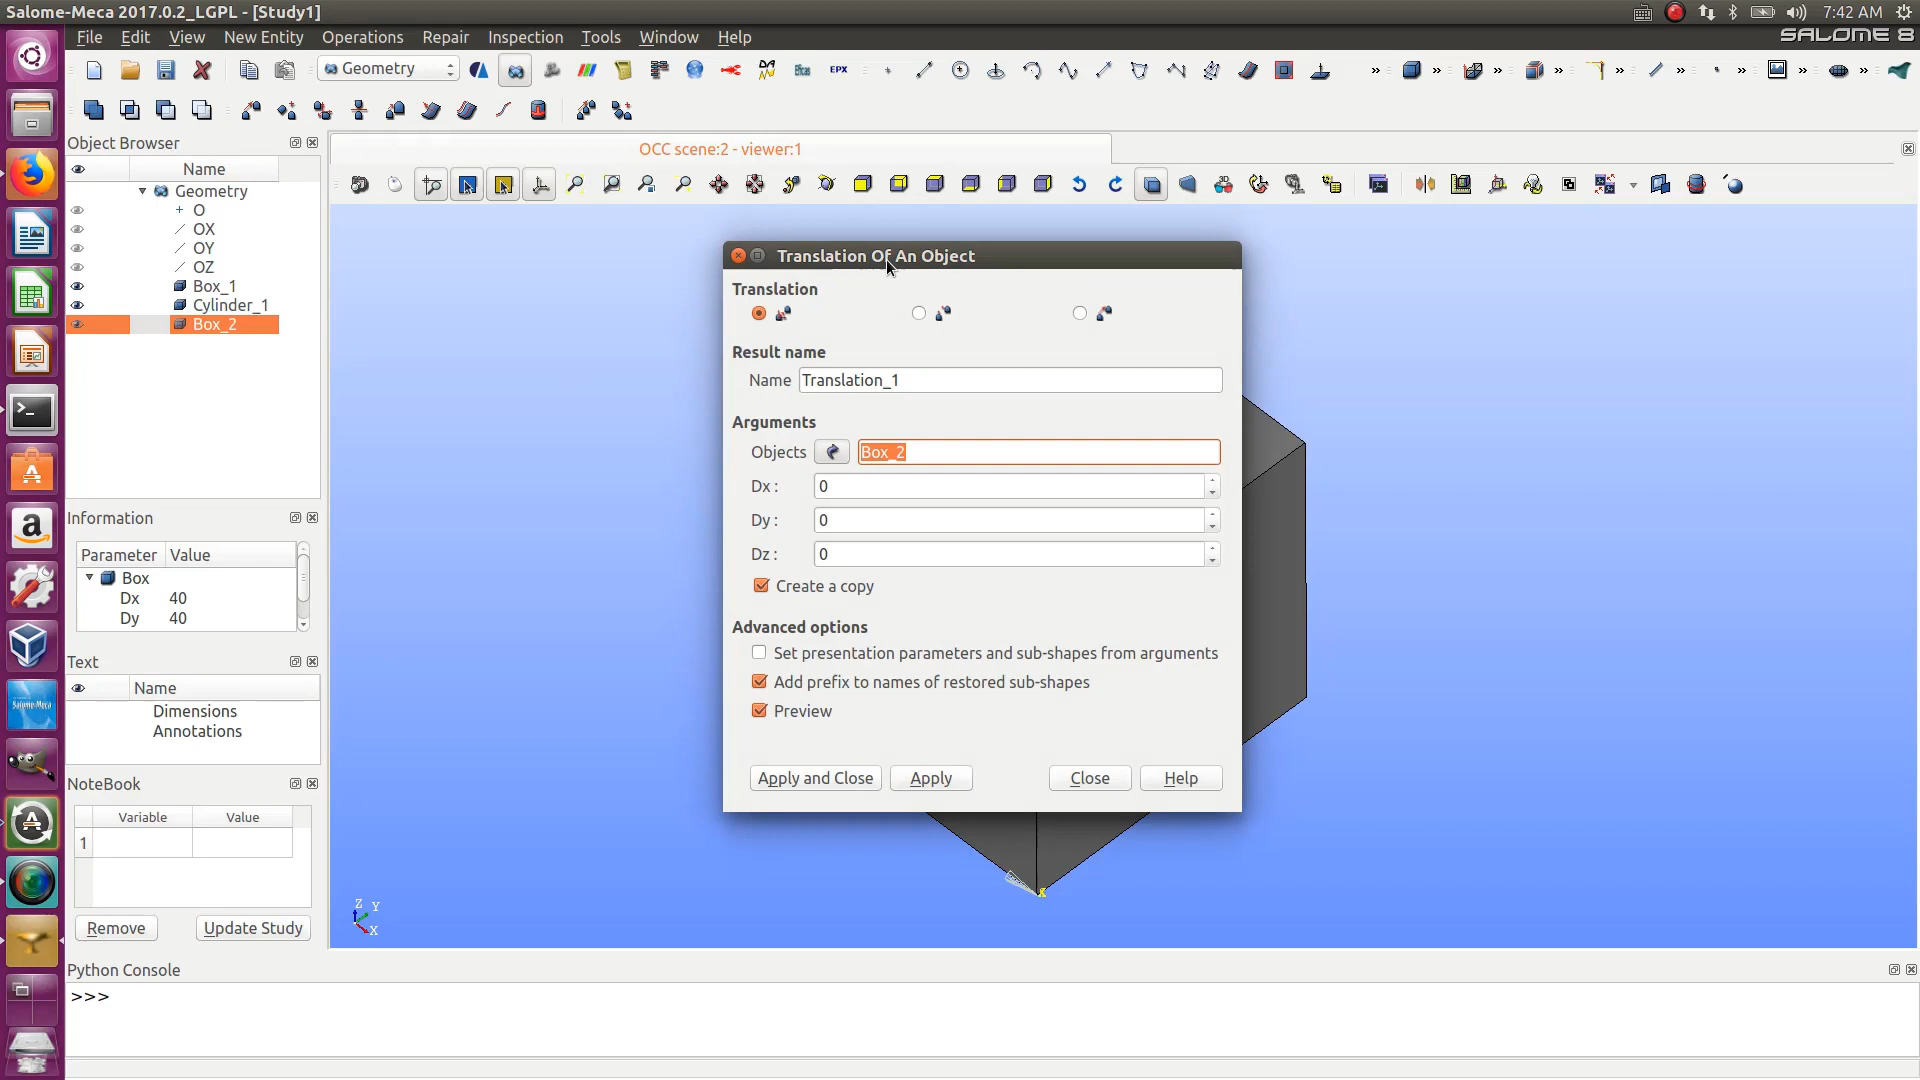 Salome-Meca 2017.0.2_LGPL - [Study1]
7:42 AM
File Edit View New Entity Operations Repair Inspection Tools Window Help
SALOME 8
Geometry
EPX
»
»
»
»
»
»
»
»
»
Object Browser
OCC scene:2 - viewer:1
Name
Geometry
O
OX
OY
OZ
Box_1
Cylinder_1
Box_2
Translation Of An Object
Translation
Result name
Name Translation_1
Arguments
Objects Box_2
Dx : 0
Dy : 0
Dz : 0
Create a copy
Advanced options
Set presentation parameters and sub-shapes from arguments
Add prefix to names of restored sub-shapes
Preview
Apply and Close Apply Close Help
Information
Parameter Value
Box
Dx 40
Dy 40
Text
Name
Dimensions
Annotations
NoteBook
Variable Value
1
Remove Update Study
Z Y
X
X
Python Console
>>>